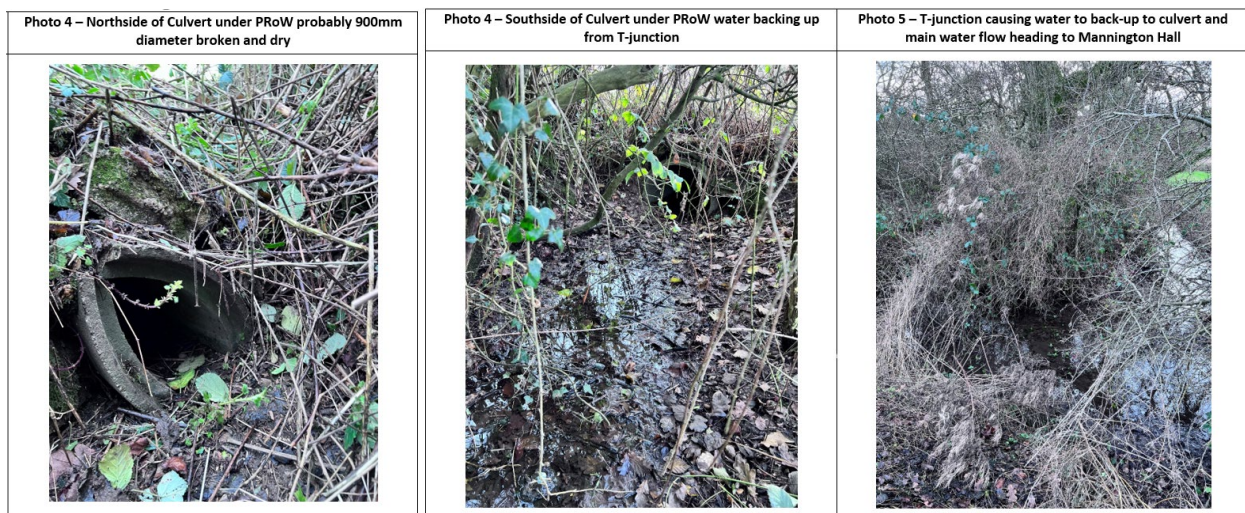 Photo 4 – Northside of Culvert under PRoW probably 900mm
diameter broken and dry
Photo 4 – Southside of Culvert under PRoW water backing up
from T-junction
Photo 5 – T-junction causing water to back-up to culvert and
main water flow heading to Mannington Hall